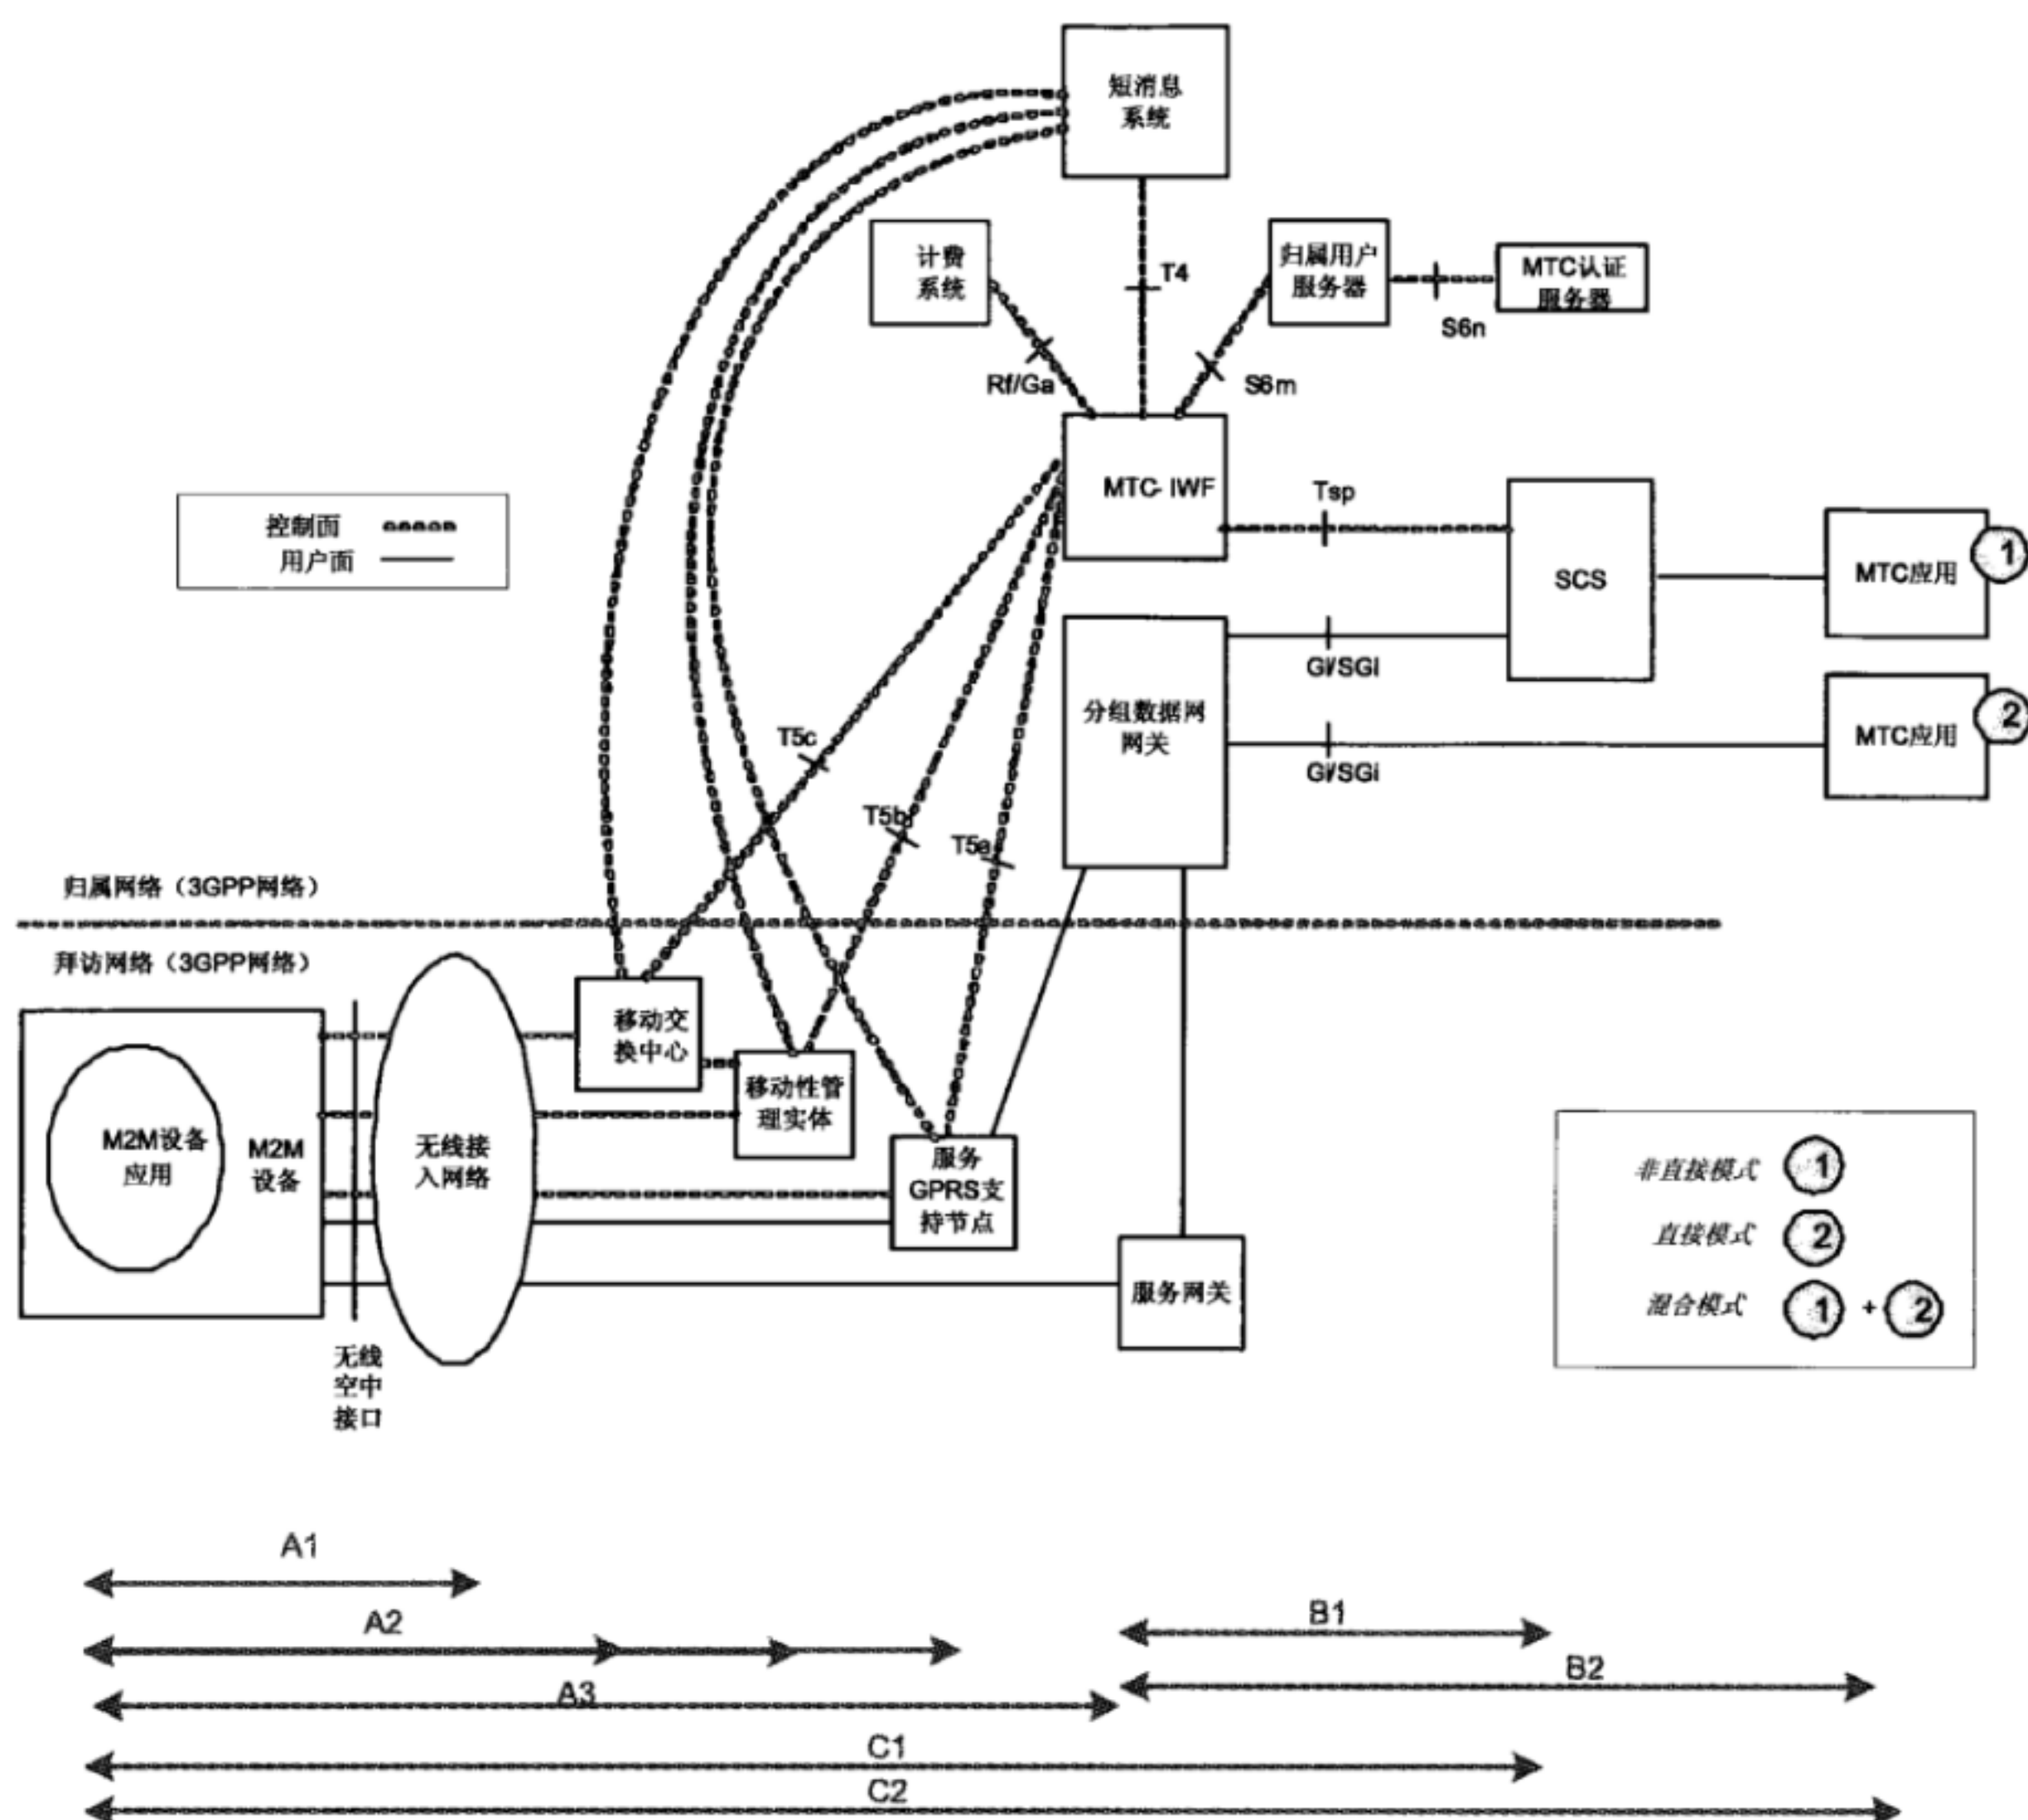 短消息
系统
计费
系统
T4
归属用户
服务器
MTC认证
服务器
S6n
Rf/Ga
S6m
MTC- IWF
Tsp
控制面
用户面
SCS
MTC应用
1
GI/SGI
分组数据网
网关
MTC应用
2
GI/SGi
T5c
T5b
T5a
归属网络（3GPP网络）
拜访网络（3GPP网络）
移动交
换中心
移动性管
理实体
M2M设备
应用
M2M
设备
无线接
入网络
服务
GPRS支
持节点
服务网关
无线
空中
接口
非直接模式 1
直接模式 2
混合模式 1 + 2
A1
A2
B1
B2
A3
C1
C2